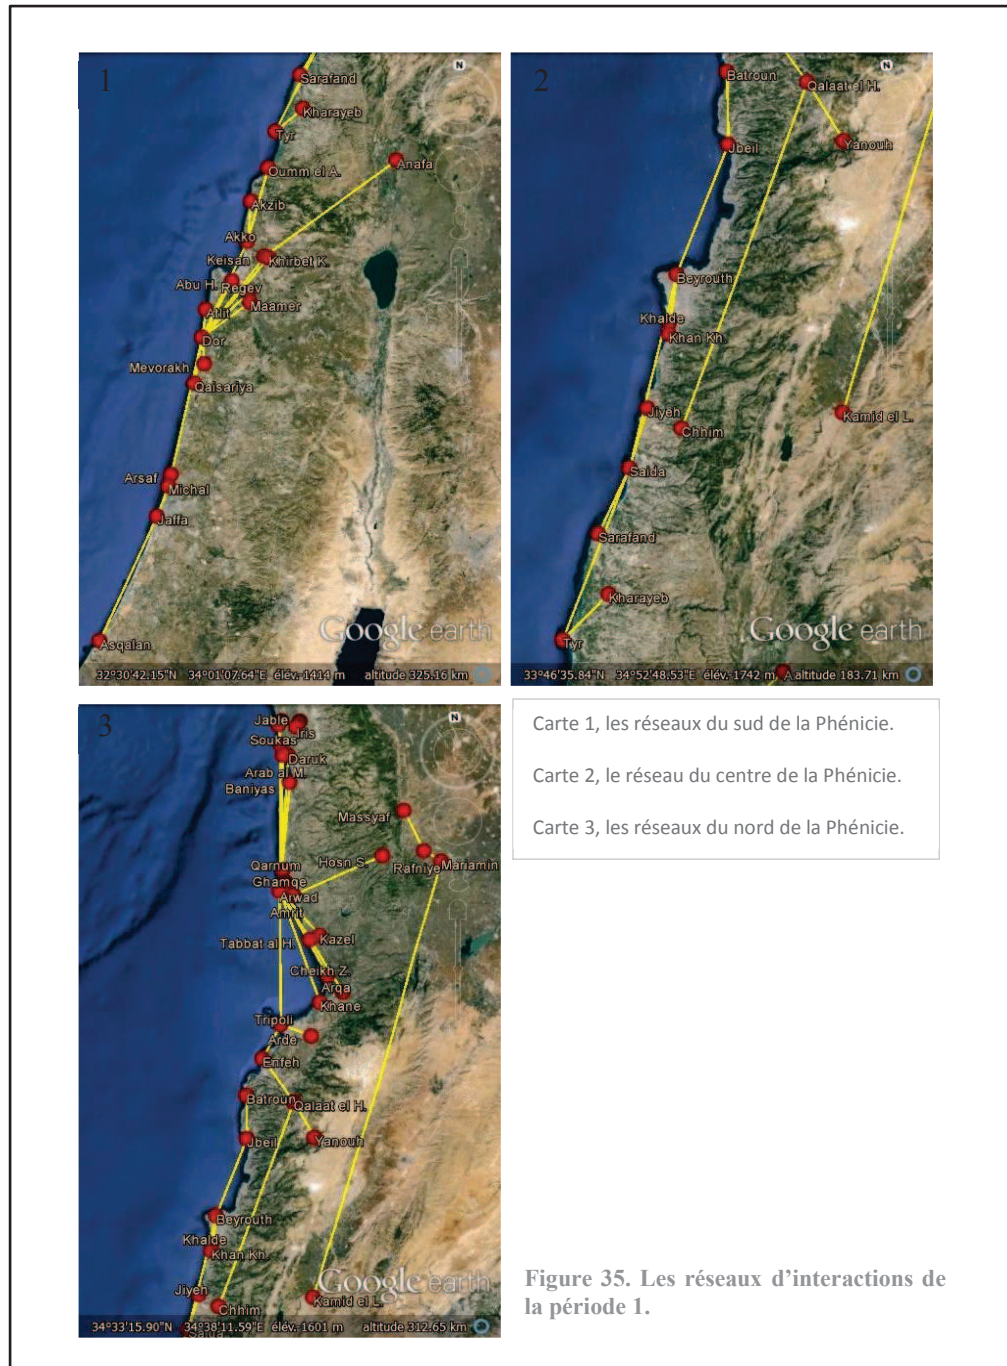 1
N
Sarafand
Kharayeb
Tyr
Oumm el A.
Anafa
Akzib
Akko
Keisan
Khirbet K.
Abu H.
Regev
Maamer
Atlit
Dor
Mevorakh
Qaisariya
Arsaf
Michal
Jaffa
Asqalan
Google earth
32°30'42.15"N 34°01'07.64"E élév.-1414 m altitude 325.16 km
2
N
Batroun
Qalaat el H.
Jbeil
Yanouh
Beyrouth
Khalde
Khan Kh.
Jiyeh
Chhim
Kamid el L.
Saida
Sarafand
Kharayeb
Tyr
Google earth
33°46'35.84"N 34°52'48.53"E élév.-1742 m A altitude 183.71 km
3
N
Jable
Iris
Soukas
Daruk
Arab al M.
Baniyas
Massyaf
Qarnum
Hosn S.
Rafniye
Mariamin
Ghamqe
Arwad
Amrit
Kazel
Tabbat al H.
Cheikh Z.
Arqa
Khane
Tripoli
Arde
Enfeh
Batroun
Qalaat el H.
Jbeil
Yanouh
Beyrouth
Khalde
Khan Kh.
Jiyeh
Chhim
Kamid el L.
Google earth
34°33'15.90"N 34°38'11.59"E élév.-1601 m altitude 312.65 km
Saida
Carte 1, les réseaux du sud de la Phénicie.
Carte 2, le réseau du centre de la Phénicie.
Carte 3, les réseaux du nord de la Phénicie.
Figure 35. Les réseaux d'interactions de
la période 1.